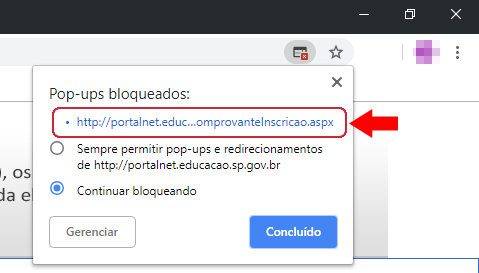 Pop-ups bloqueados:
• http://portalnet.educ...omprovanteInscricao.aspx
Sempre permitir pop-ups e redirecionamentos
de http://portalnet.educacao.sp.gov.br
Continuar bloqueando
Gerenciar
Concluído
), os
da el